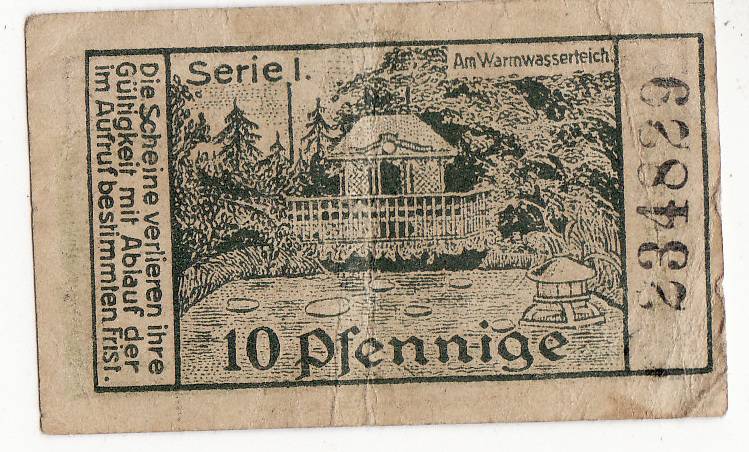 Die Scheine verlieren ihre
Gültigkeit mit Ablauf der
im Aufruf bestimmten Frist.
Serie I.
Am Warmwasserteich.
10 Pfennige
234829